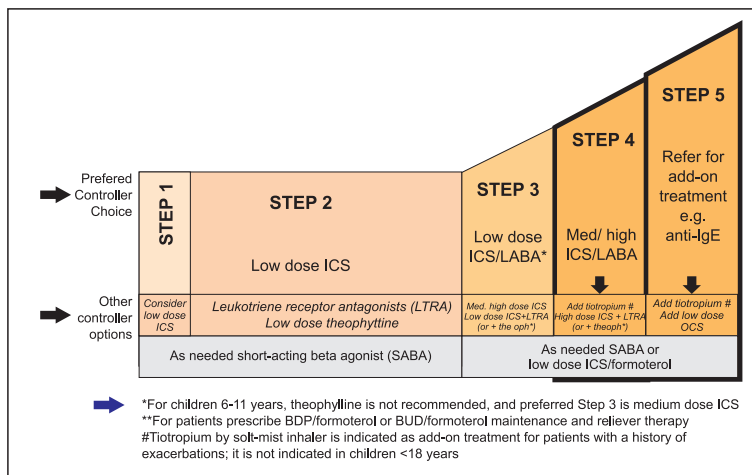 STEP 5
STEP 4
Refer for
add-on
treatment
e.g.
anti-IgE
Prefered
Controller
Choice
STEP 1
STEP 2
STEP 3
Low dose
ICS/LABA*
Med/ high
ICS/LABA
Low dose ICS
Other
controller
options
Consider
low dose
ICS
Leukotriene receptor antagonists (LTRA)
Low dose theophyttine
Med. high dose ICS
Low dose ICS+LTRA
(or + the oph*)
Add tiotropium #
High dose ICS + LTRA
(or + theoph*)
Add tiotropium #
Add low dose
OCS
As needed short-acting beta agonist (SABA)
As needed SABA or
low dose ICS/formoterol
*For children 6-11 years, theophylline is not recommended, and preferred Step 3 is medium dose ICS
**For patients prescribe BDP/formoterol or BUD/formoterol maintenance and reliever therapy
#Tiotropium by solt-mist inhaler is indicated as add-on treatment for patients with a history of
exacerbations; it is not indicated in children <18 years